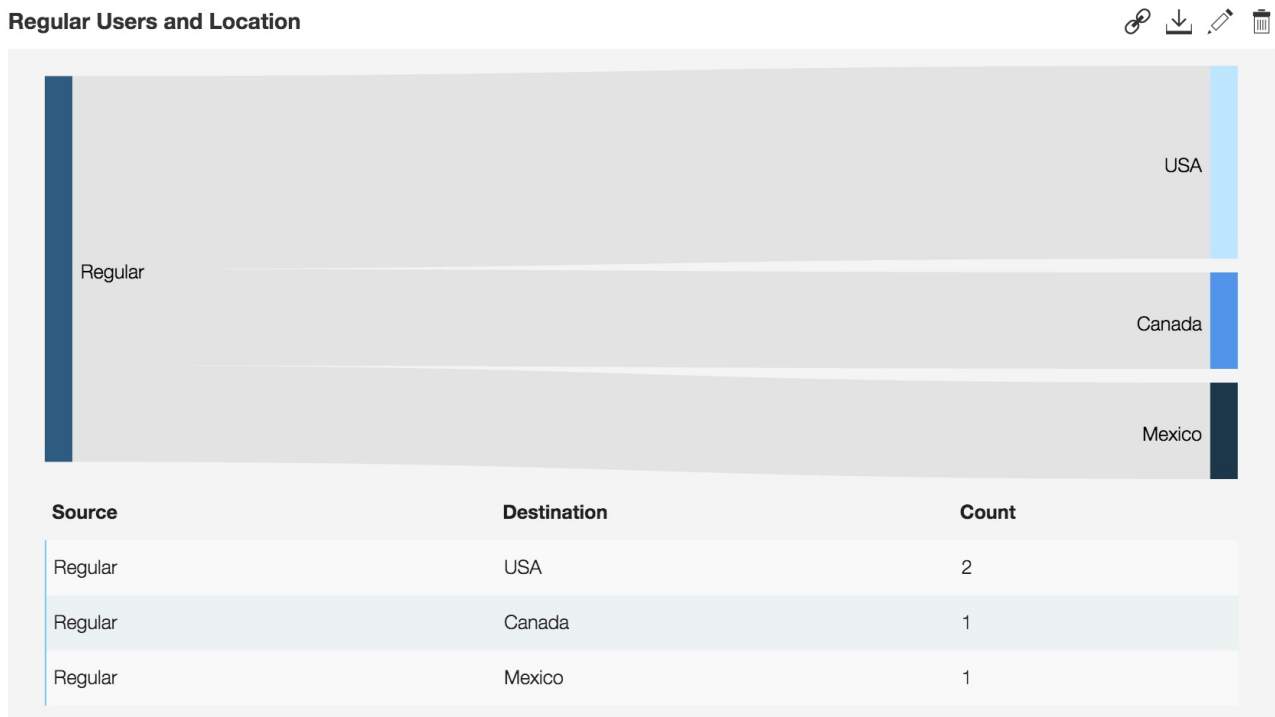 Regular Users and Location
USA
Regular
Canada
Mexico
Source Destination Count
Regular USA 2
Regular Canada 1
Regular Mexico 1